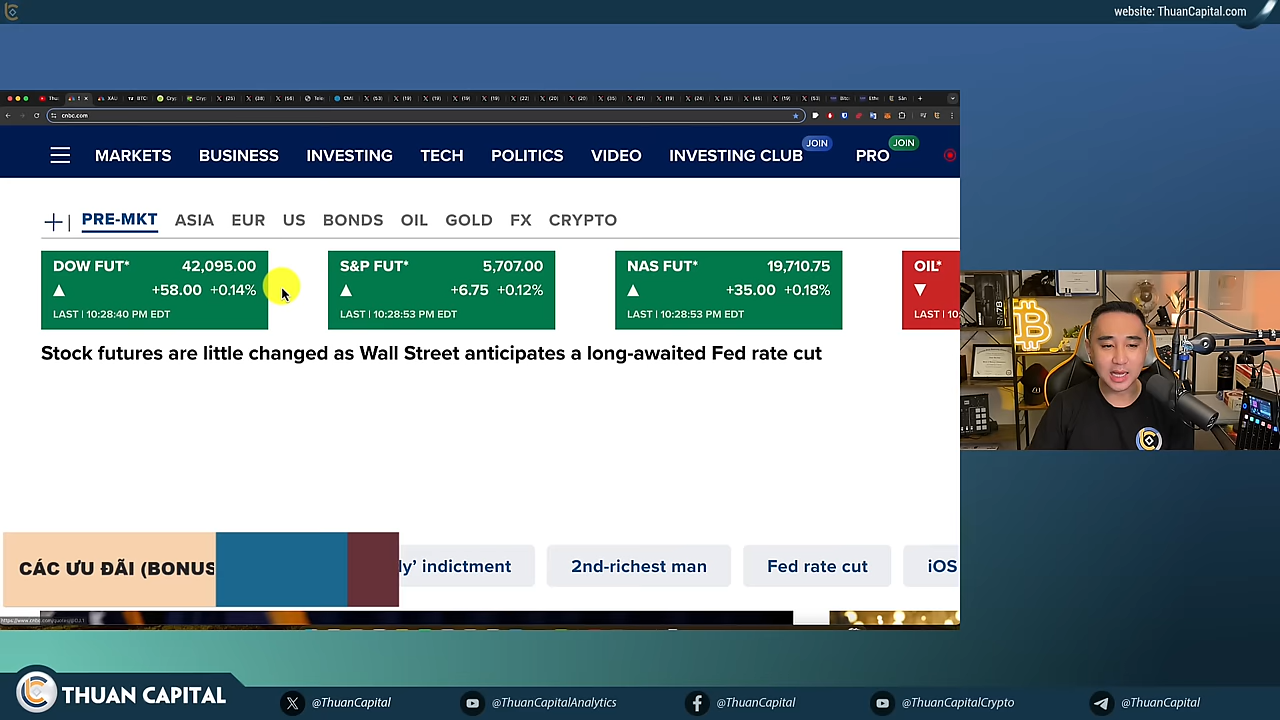 website: ThuanCapital.com
cnbc.com
MARKETS BUSINESS INVESTING TECH POLITICS VIDEO INVESTING CLUB JOIN PRO JOIN
PRE-MKT ASIA EUR US BONDS OIL GOLD FX CRYPTO
DOW FUT* 42,095.00
+58.00 +0.14%
LAST | 10:28:40 PM EDT
S&P FUT* 5,707.00
+6.75 +0.12%
LAST | 10:28:53 PM EDT
NAS FUT* 19,710.75
+35.00 +0.18%
LAST | 10:28:53 PM EDT
OIL*
LAST | 10:
Stock futures are little changed as Wall Street anticipates a long-awaited Fed rate cut
CÁC ƯU ĐÃI (BONUS
ly’ indictment
2nd-richest man
Fed rate cut
iOS
THUAN CAPITAL
@ThuanCapital
@ThuanCapitalAnalytics
@ThuanCapital
@ThuanCapitalCrypto
@ThuanCapital